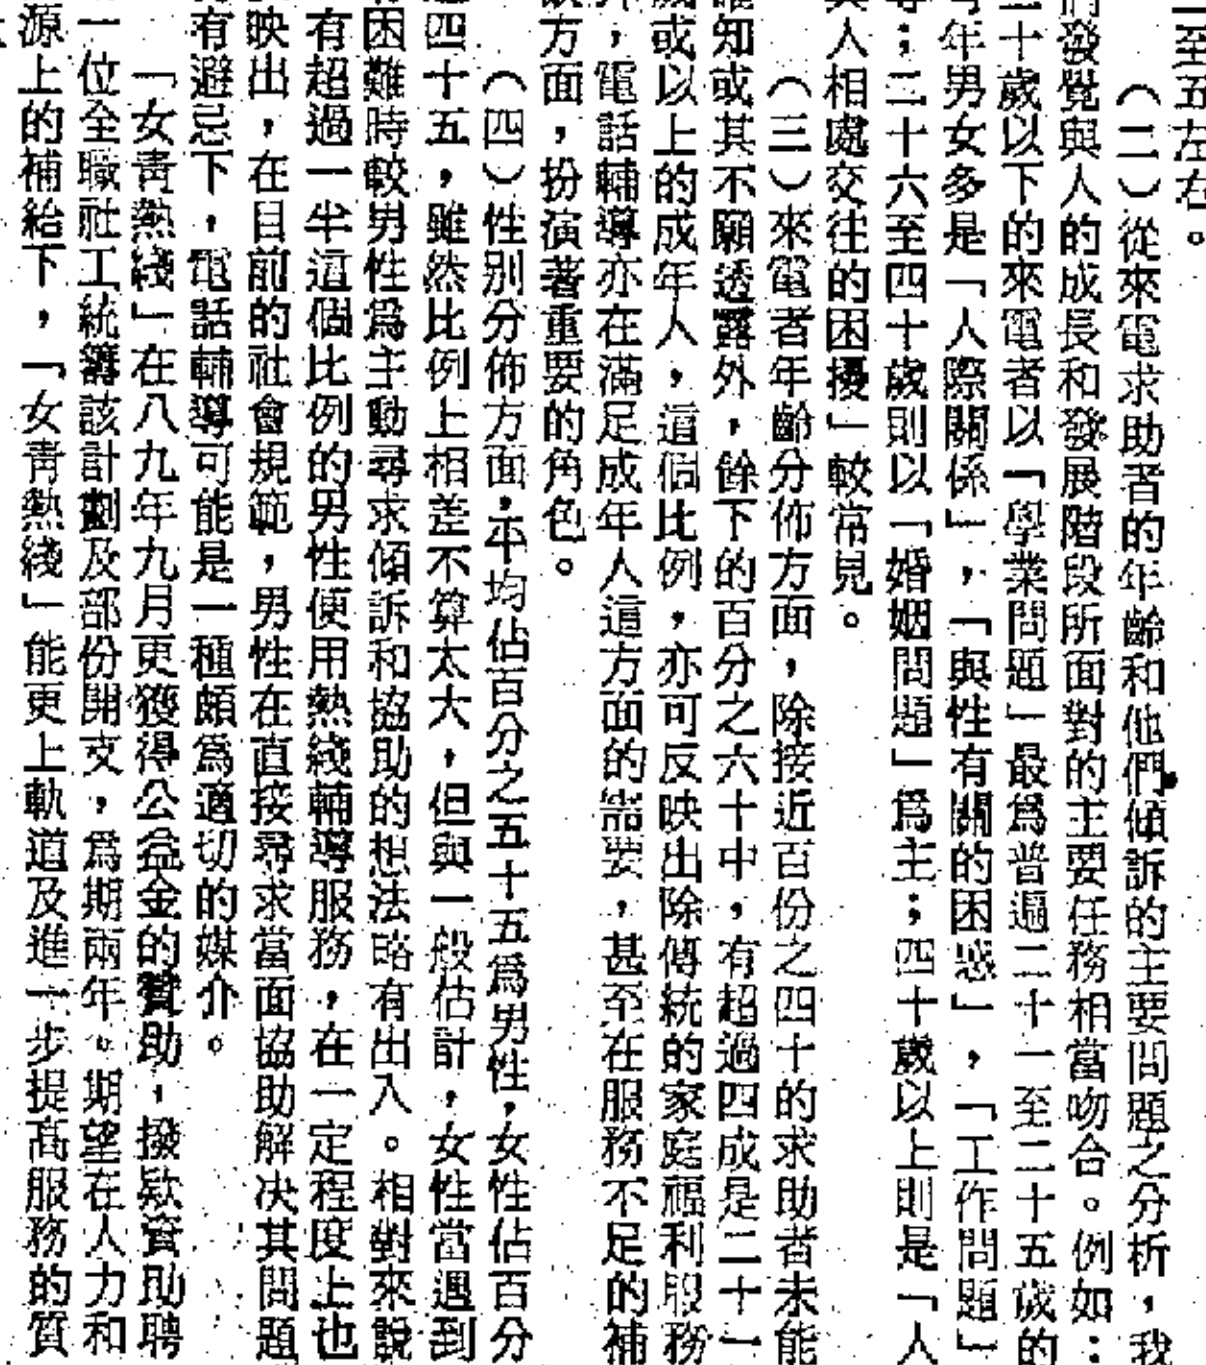 至五左右。
（二）從來電求助者的年齡和他們傾訴的主要問題之分析，我
們發覺與人的成長和發展階段所面對的主要任務相當吻合。例如：
二十歲以下的來電者以「學業問題」最爲普遍二十一至二十五歲的
年男女多是「人際關係」，「與性有關的困惑」，「工作問題」
；二十六至四十歲則以「婚姻問題」爲主；四十歲以上則是「人
與人相處交往的困擾」較常見。
（三）來電者年齡分佈方面，除接近百份之四十的求助者未能
確知或其不願透露外，餘下的百分之六十中，有超過四成是二十一
歲或以上的成年人，這個比例，亦可反映出除傳統的家庭福利服務
外，電話輔導亦在滿足成年人這方面的需要，甚至在服務不足的補
方面，扮演著重要的角色。
（四）性別分佈方面，平均佔百分之五十五爲男性，女性佔百分
四十五，雖然比例上相差不算太大，但與一般估計，女性當遇到
困難時較男性爲主動尋求傾訴和協助的想法略有出入。相對來說
有超過一半這個比例的男性使用熱綫輔導服務，在一定程度上也
映出，在目前的社會規範，男性在直接尋求當面協助解決其問題
有避忌下，電話輔導可能是一種頗爲適切的媒介。
「女青熱綫」在八九年九月更獲得公益金的贊助，撥欵資助聘
一位全職社工統籌該計劃及部份開支，爲期兩年。期望在人力和
源上的補給下，「女青熱綫」能更上軌道及進一步提高服務的質